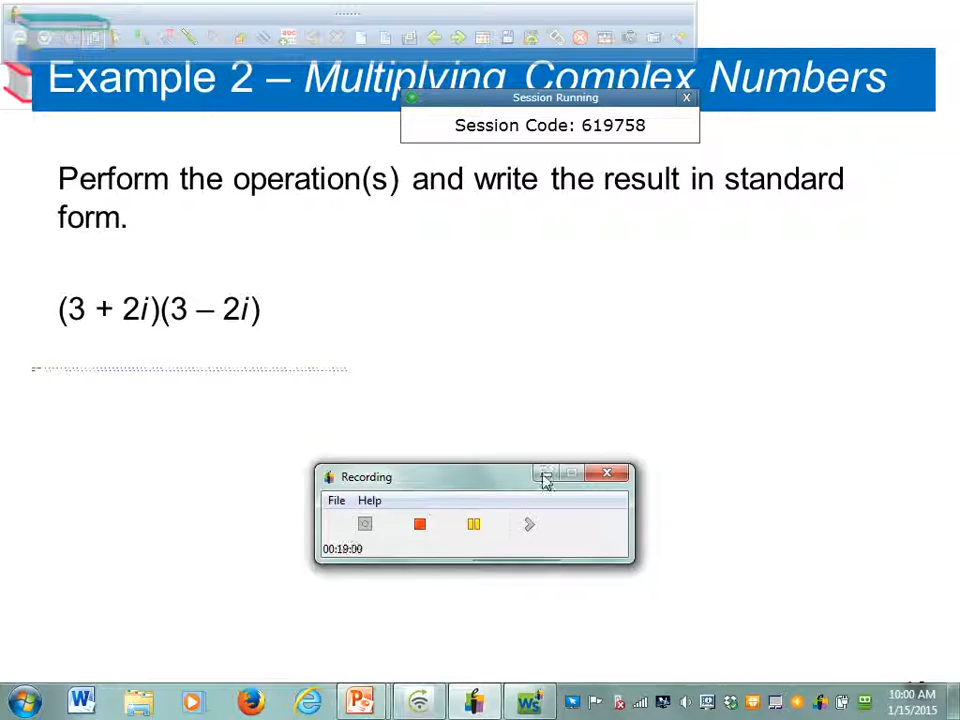 Example 2 – Multiplying Complex Numbers
Session Running
X
Session Code: 619758
Perform the operation(s) and write the result in standard
form.
(3 + 2i)(3 – 2i)
Recording
File Help
00:19:00
10:00 AM
1/15/2015